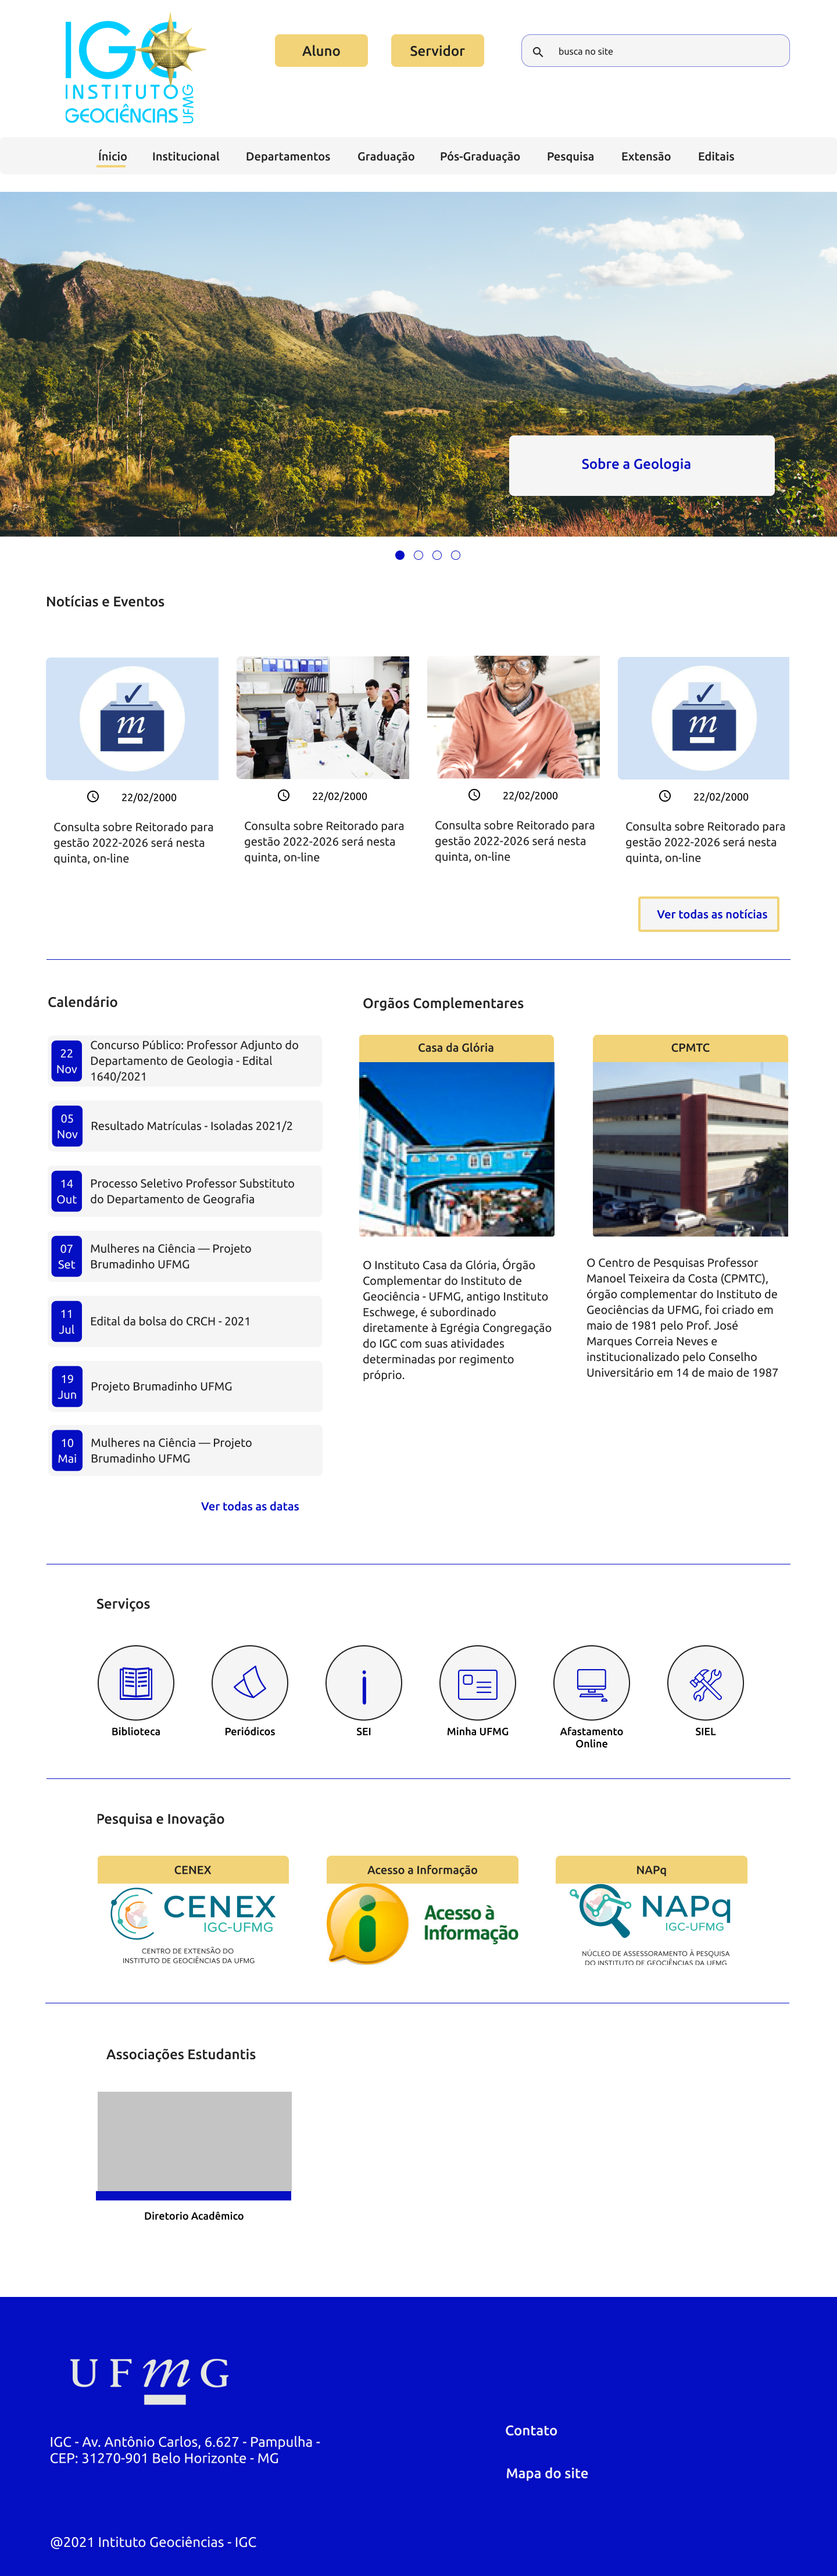 IGC
INSTITUTO
GEOCIÊNCIAS
UFMG
Aluno
Servidor
busca no site
Ínicio
Institucional
Departamentos
Graduação
Pós-Graduação
Pesquisa
Extensão
Editais
Sobre a Geologia
Notícias e Eventos
m
m
22/02/2000
Consulta sobre Reitorado para
gestão 2022-2026 será nesta
quinta, on-line
22/02/2000
Consulta sobre Reitorado para
gestão 2022-2026 será nesta
quinta, on-line
22/02/2000
Consulta sobre Reitorado para
gestão 2022-2026 será nesta
quinta, on-line
22/02/2000
Consulta sobre Reitorado para
gestão 2022-2026 será nesta
quinta, on-line
Ver todas as notícias
Calendário
22
Nov
Concurso Público: Professor Adjunto do
Departamento de Geologia - Edital
1640/2021
05
Nov
Resultado Matrículas - Isoladas 2021/2
14
Out
Processo Seletivo Professor Substituto
do Departamento de Geografia
07
Set
Mulheres na Ciência — Projeto
Brumadinho UFMG
11
Jul
Edital da bolsa do CRCH - 2021
19
Jun
Projeto Brumadinho UFMG
10
Mai
Mulheres na Ciência — Projeto
Brumadinho UFMG
Ver todas as datas
Orgãos Complementares
Casa da Glória
O Instituto Casa da Glória, Órgão
Complementar do Instituto de
Geociência - UFMG, antigo Instituto
Eschwege, é subordinado
diretamente à Egrégia Congregação
do IGC com suas atividades
determinadas por regimento
próprio.
CPMTC
O Centro de Pesquisas Professor
Manoel Teixeira da Costa (CPMTC),
órgão complementar do Instituto de
Geociências da UFMG, foi criado em
maio de 1981 pelo Prof. José
Marques Correia Neves e
institucionalizado pelo Conselho
Universitário em 14 de maio de 1987
Serviços
Biblioteca
Periódicos
SEI
Minha UFMG
Afastamento
Online
SIEL
Pesquisa e Inovação
CENEX
CENEX
IGC-UFMG
CENTRO DE EXTENSÃO DO
INSTITUTO DE GEOCIÊNCIAS DA UFMG
Acesso a Informação
Acesso à
Informação
NAPq
NAPq
IGC-UFMG
NÚCLEO DE ASSESSORAMENTO À PESQUISA
DO INSTITUTO DE GEOCIÊNCIAS DA UFMG
Associações Estudantis
Diretorio Acadêmico
UFmG
IGC - Av. Antônio Carlos, 6.627 - Pampulha -
CEP: 31270-901 Belo Horizonte - MG
Contato
Mapa do site
@2021 Intituto Geociências - IGC